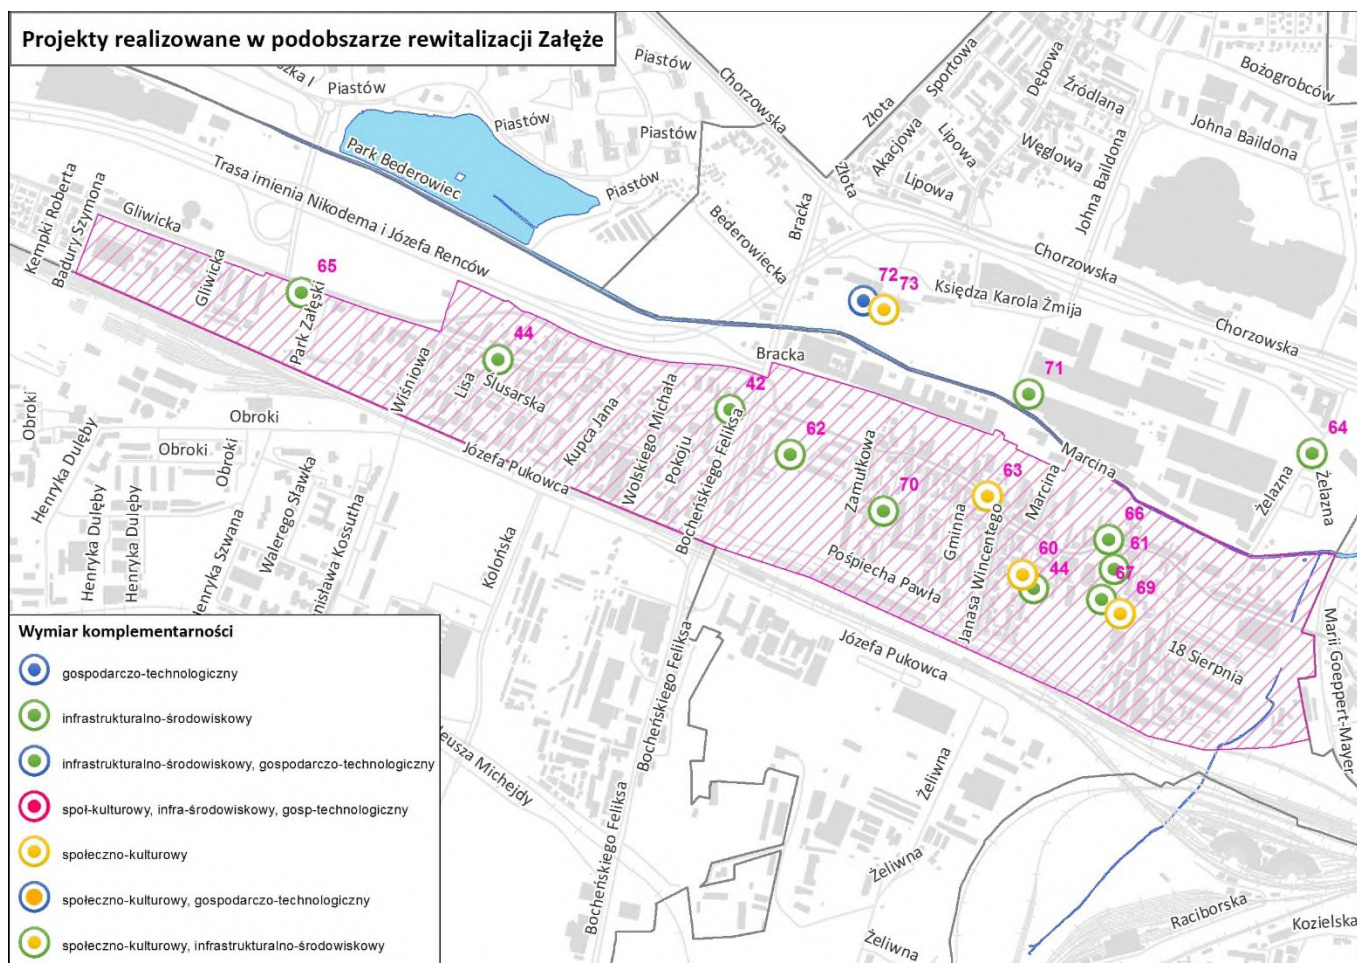 Projekty realizowane w podobszarze rewitalizacji Załęże
Piastów
Piastów
Piastów
Piastów
Piastów
Park Bederowiec
Trasa imienia Nikodema i Józefa Renców
Chorzowska
Złota
Sportowa
Akacjowa
Lipowa
Lipowa
Złota
Dębowa
Źródlana
Węglowa
Johna Baildona
Johna Baildona
Bożogrobców
Kempki Roberta
Badury Szymona
Gliwicka
Gliwicka
65
Park Załęski
Bederowiecka
Bracka
72
73
Księdza Karola Żmija
Chorzowska
Chorzowska
Wiśniowa
Lisa
44
Ślusarska
Bracka
71
42
62
64
Obroki
Obroki
Obroki
Obroki
Henryka Dulęby
Henryka Dulęby
Henryka Dulęby
Henryka Szwana
Walerego Sławka
Józefa Pukowca
Kupca Jana
Wolskiego Michała
Pokoju
Bocheńskiego Feliksa
Zamułkowa
70
63
Gminna
Janasa Wincentego
Marcina
Marcina
Żelazna
Żelazna
66
61
60
44
67
69
Kolońska
Pośpiecha Pawła
Józefa Pukowca
18 Sierpnia
Marii Goeppert-Mayer
Bocheńskiego Feliksa
Bocheńskiego Feliksa
Żeliwna
Żeliwna
Żeliwna
Raciborska
Kozielska
Wymiar komplementarności
gospodarczo-technologiczny
infrastrukturalno-środowiskowy
infrastrukturalno-środowiskowy, gospodarczo-technologiczny
społ-kulturowy, infra-środowiskowy, gosp-technologiczny
społeczno-kulturowy
społeczno-kulturowy, gospodarczo-technologiczny
społeczno-kulturowy, infrastrukturalno-środowiskowy